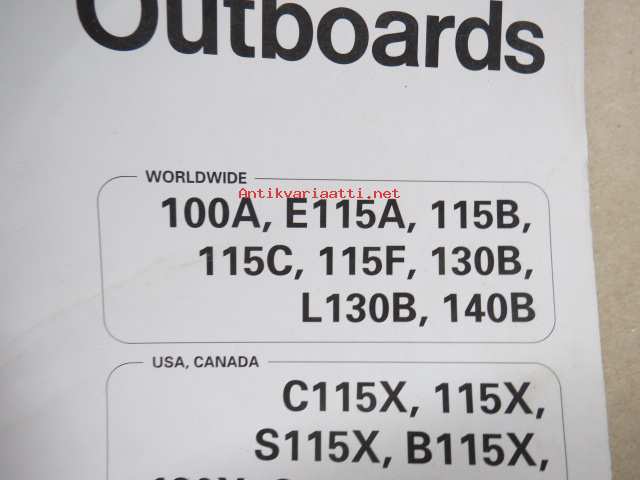 Outboards
WORLDWIDE
Antikvariaatti.net
100A, E115A, 115B,
115C, 115F, 130B,
L130B, 140B
USA, CANADA
C115X, 115X,
S115X, B115X,